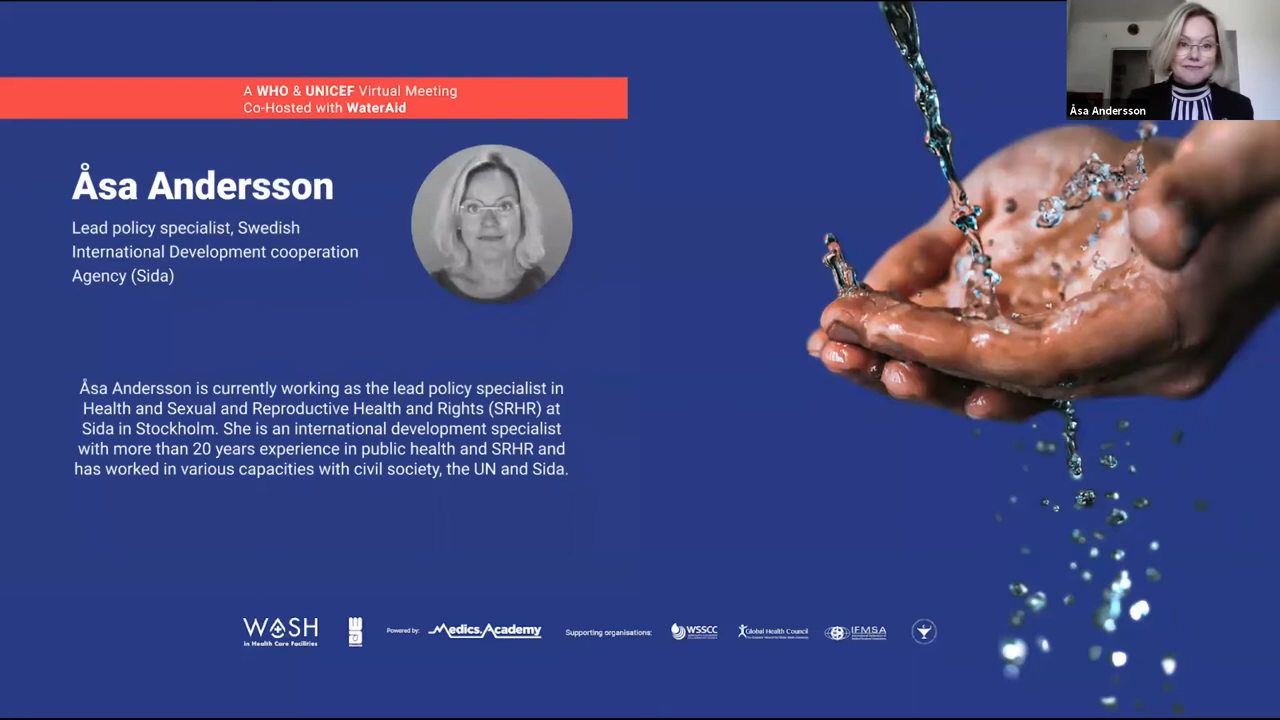 A WHO & UNICEF Virtual Meeting
Co-Hosted with WaterAid
Åsa Andersson
Åsa Andersson
Lead policy specialist, Swedish
International Development cooperation
Agency (Sida)
Åsa Andersson is currently working as the lead policy specialist in
Health and Sexual and Reproductive Health and Rights (SRHR) at
Sida in Stockholm. She is an international development specialist
with more than 20 years experience in public health and SRHR and
has worked in various capacities with civil society, the UN and Sida.
WASH
in Health Care Facilities
Powered by:
Medics.Academy
Supporting organisations:
WSSCC
Global Health Council
IFMSA